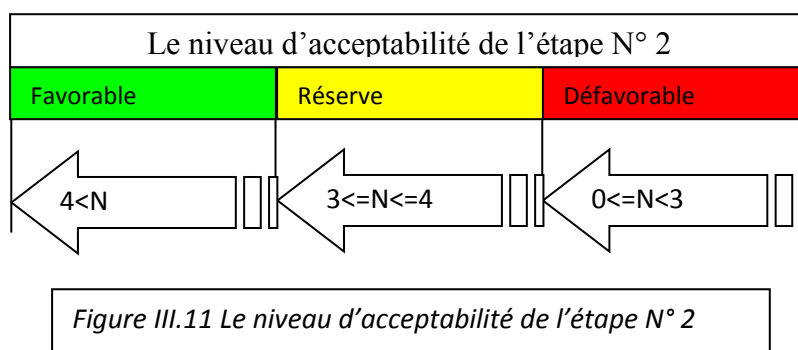 Le niveau d’acceptabilité de l’étape N° 2
Favorable Réserve Défavorable
4<N 3<=N<=4 0<=N<3
Figure III.11 Le niveau d’acceptabilité de l’étape N° 2